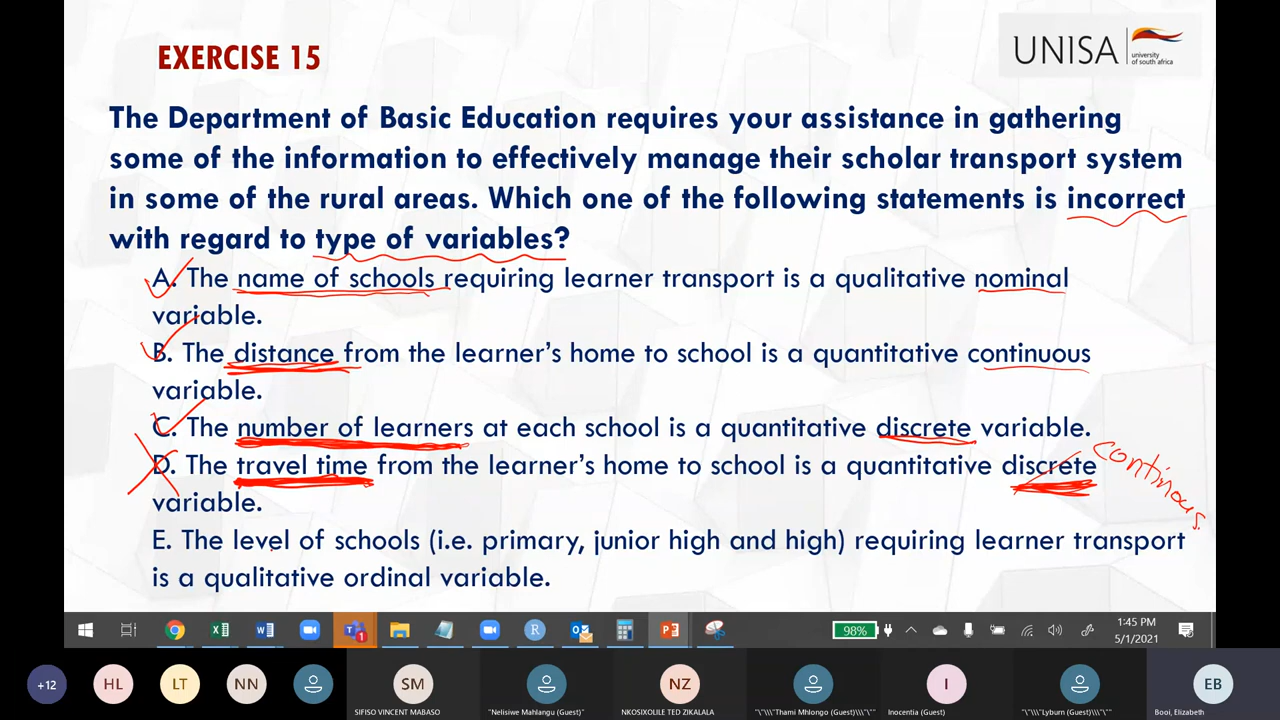 EXERCISE 15
UNISA
university
of south africa
The Department of Basic Education requires your assistance in gathering
some of the information to effectively manage their scholar transport system
in some of the rural areas. Which one of the following statements is incorrect
with regard to type of variables?
A. The name of schools requiring learner transport is a qualitative nominal
variable.
B. The distance from the learner's home to school is a quantitative continuous
variable.
C. The number of learners at each school is a quantitative discrete variable.
D. The travel time from the learner's home to school is a quantitative discrete
continous.
variable.
E. The level of schools (i.e. primary, junior high and high) requiring learner transport
is a qualitative ordinal variable.
98%
1:45 PM
5/1/2021
+12
HL
LT
NN
SM
NZ
I
EB
SIFISO VINCENT MABASO
"Nelisiwe Mahlangu (Guest)"
NKOSIXOLILE TED ZIKALALA
"\"\\\"Thami Mhlongo (Guest)\\\"\""
Inocentia (Guest)
"\"\\\"Lyburn (Guest)\\\"\""
Booi, Elizabeth